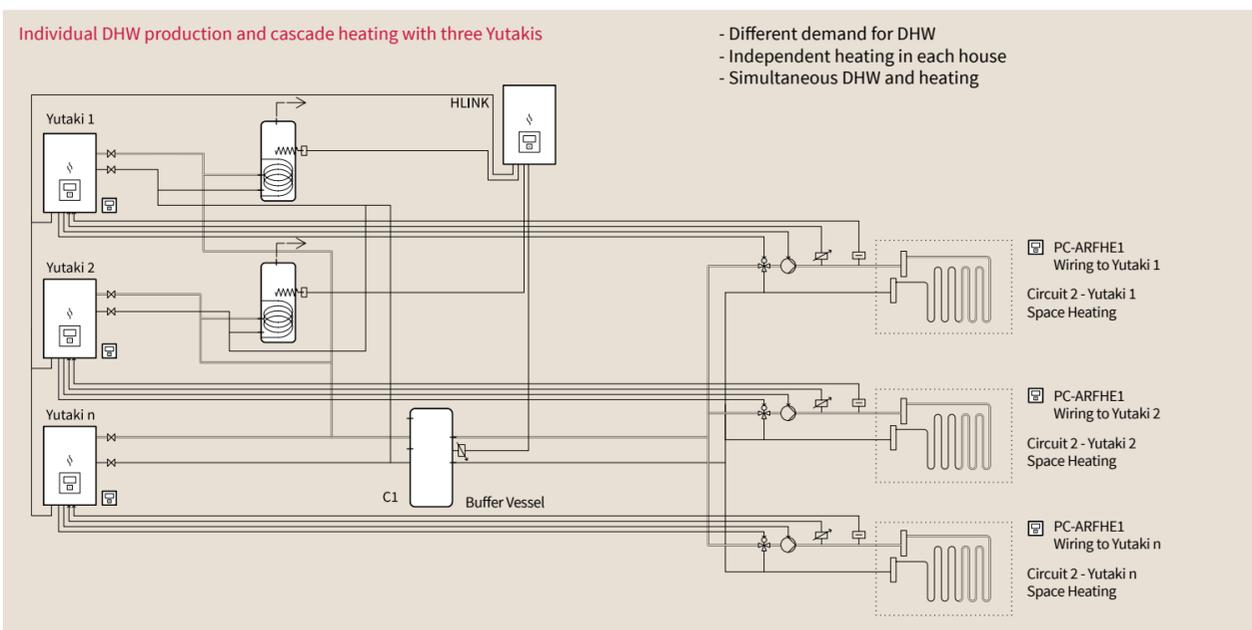 Individual DHW production and cascade heating with three Yutakis
- Different demand for DHW
- Independent heating in each house
- Simultaneous DHW and heating
HLINK
Yutaki 1
Yutaki 2
Yutaki n
C1
Buffer Vessel
PC-ARFHE1
Wiring to Yutaki 1
Circuit 2 - Yutaki 1
Space Heating
PC-ARFHE1
Wiring to Yutaki 2
Circuit 2 - Yutaki 2
Space Heating
PC-ARFHE1
Wiring to Yutaki n
Circuit 2 - Yutaki n
Space Heating